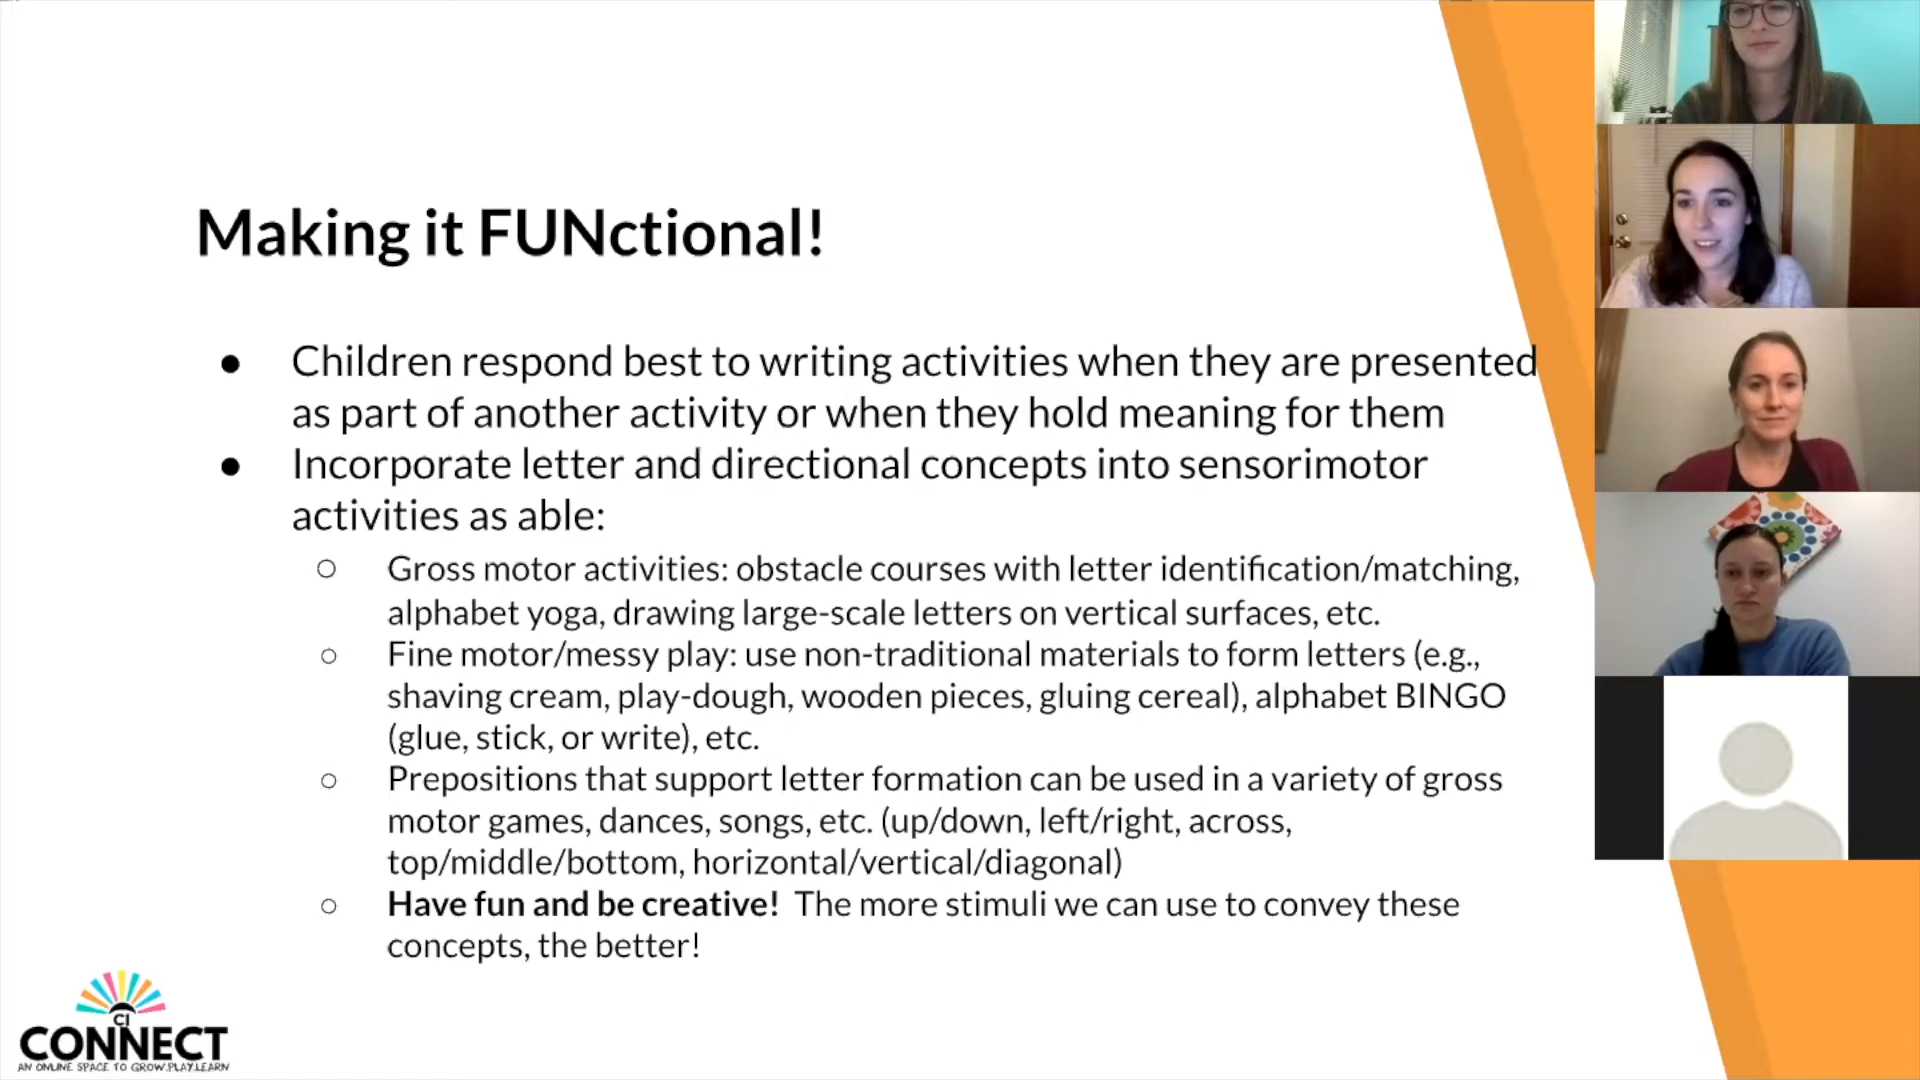 Making it FUNctional!
● Children respond best to writing activities when they are presented
as part of another activity or when they hold meaning for them
● Incorporate letter and directional concepts into sensorimotor
activities as able:
○ Gross motor activities: obstacle courses with letter identification/matching,
alphabet yoga, drawing large-scale letters on vertical surfaces, etc.
○ Fine motor/messy play: use non-traditional materials to form letters (e.g.,
shaving cream, play-dough, wooden pieces, gluing cereal), alphabet BINGO
(glue, stick, or write), etc.
○ Prepositions that support letter formation can be used in a variety of gross
motor games, dances, songs, etc. (up/down, left/right, across,
top/middle/bottom, horizontal/vertical/diagonal)
○ Have fun and be creative! The more stimuli we can use to convey these
concepts, the better!
CI
CONNECT
AN ONLINE SPACE TO GROW.PLAY.LEARN